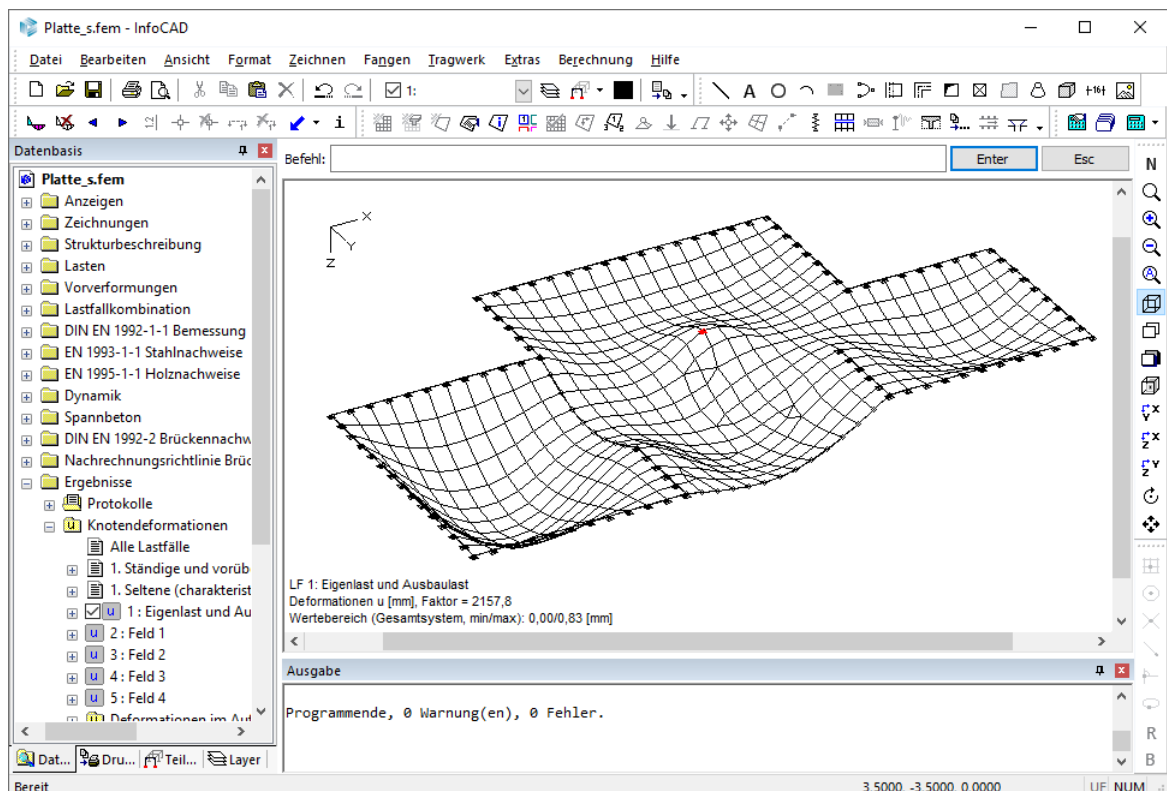 Platte_s.fem - InfoCAD
Datei Bearbeiten Ansicht Format Zeichnen Fangen Tragwerk Extras Berechnung Hilfe
1:
Datenbasis
Befehl:
Enter
Esc
Platte_s.fem
Anzeigen
Zeichnungen
Strukturbeschreibung
Lasten
Vorverformungen
Lastfallkombination
DIN EN 1992-1-1 Bemessung
EN 1993-1-1 Stahlnachweise
EN 1995-1-1 Holznachweise
Dynamik
Spannbeton
DIN EN 1992-2 Brückennachw
Nachrechnungsrichtlinie Brüc
Ergebnisse
Protokolle
Knotendeformationen
Alle Lastfälle
1. Ständige und vorüb
1. Seltene (charakterist
1 : Eigenlast und Au
2 : Feld 1
3 : Feld 2
4 : Feld 3
5 : Feld 4
Deformationen im Auf
Dat... Dru... Teil... Layer
X
Y
Z
LF 1: Eigenlast und Ausbaulast
Deformationen u [mm], Faktor = 2157,8
Wertebereich (Gesamtsystem, min/max): 0,00/0,83 [mm]
Ausgabe
Programmende, 0 Warnung(en), 0 Fehler.
N
R
B
Bereit
3.5000, -3.5000, 0.0000
UF NUM